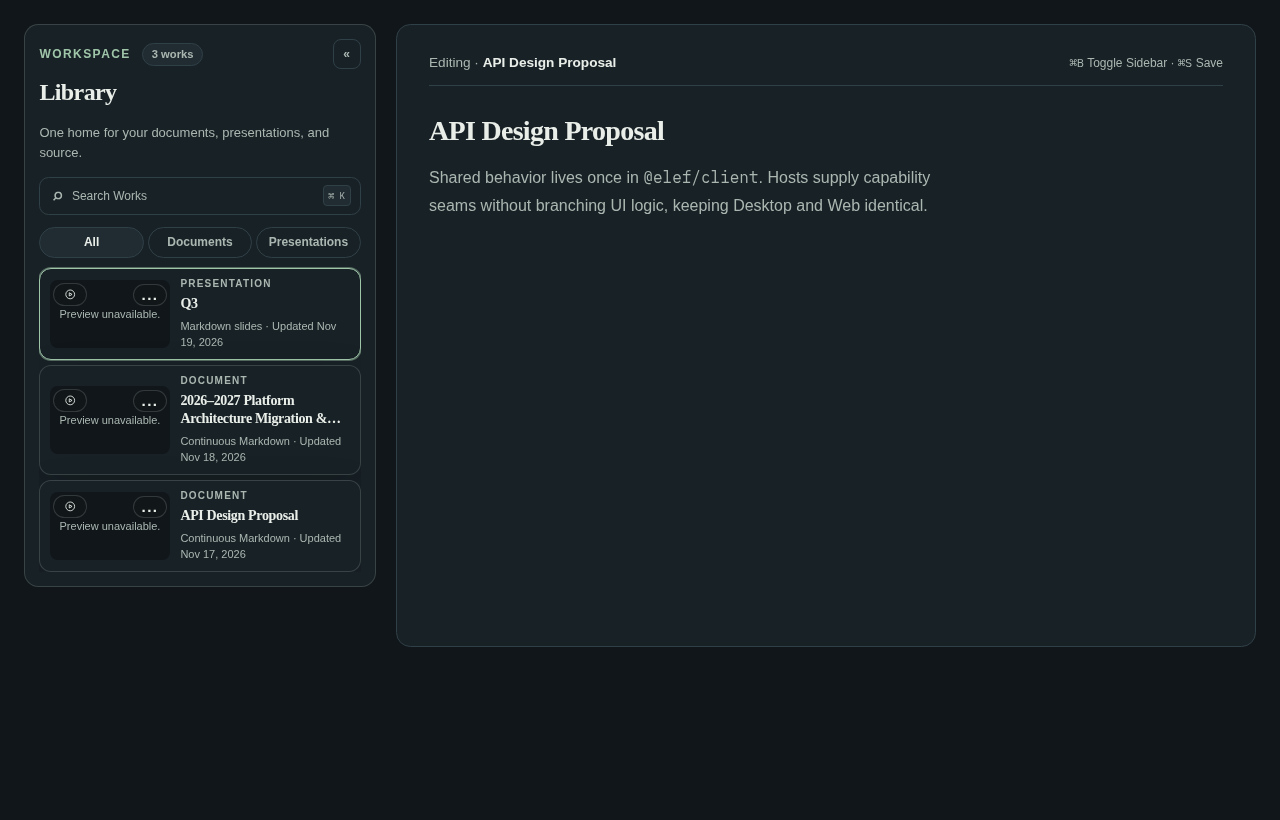 WORKSPACE 3 works «
Library
One home for your documents, presentations, and
source.
Search Works ⌘ K
All Documents Presentations
...
Preview unavailable.
PRESENTATION
Q3
Markdown slides · Updated Nov
19, 2026
...
Preview unavailable.
DOCUMENT
2026–2027 Platform
Architecture Migration &…
Continuous Markdown · Updated
Nov 18, 2026
...
Preview unavailable.
DOCUMENT
API Design Proposal
Continuous Markdown · Updated
Nov 17, 2026
Editing · API Design Proposal
⌘B Toggle Sidebar · ⌘S Save
API Design Proposal
Shared behavior lives once in @elef/client. Hosts supply capability
seams without branching UI logic, keeping Desktop and Web identical.